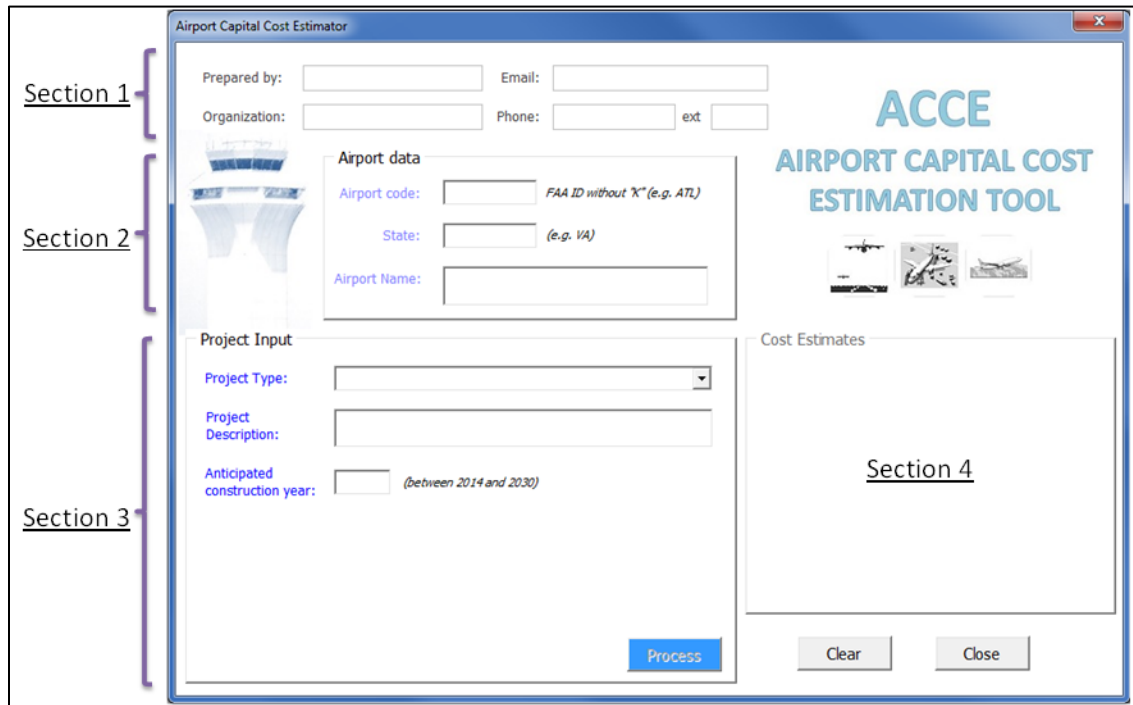 Airport Capital Cost Estimator
x
Section 1
Prepared by:
Email:
Organization:
Phone:
ext
ACCE
AIRPORT CAPITAL COST
ESTIMATION TOOL
Section 2
Airport data
Airport code:
FAA ID without "K" (e.g. ATL)
State:
(e.g. VA)
Airport Name:
Section 3
Project Input
Project Type:
Project
Description:
Anticipated
construction year:
(between 2014 and 2030)
Process
Cost Estimates
Section 4
Clear
Close